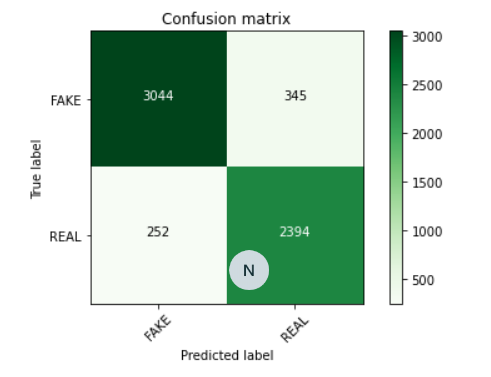 Confusion matrix
FAKE
3044
345
REAL
252
2394
N
True label
FAKE
REAL
Predicted label
3000
2500
2000
1500
1000
500